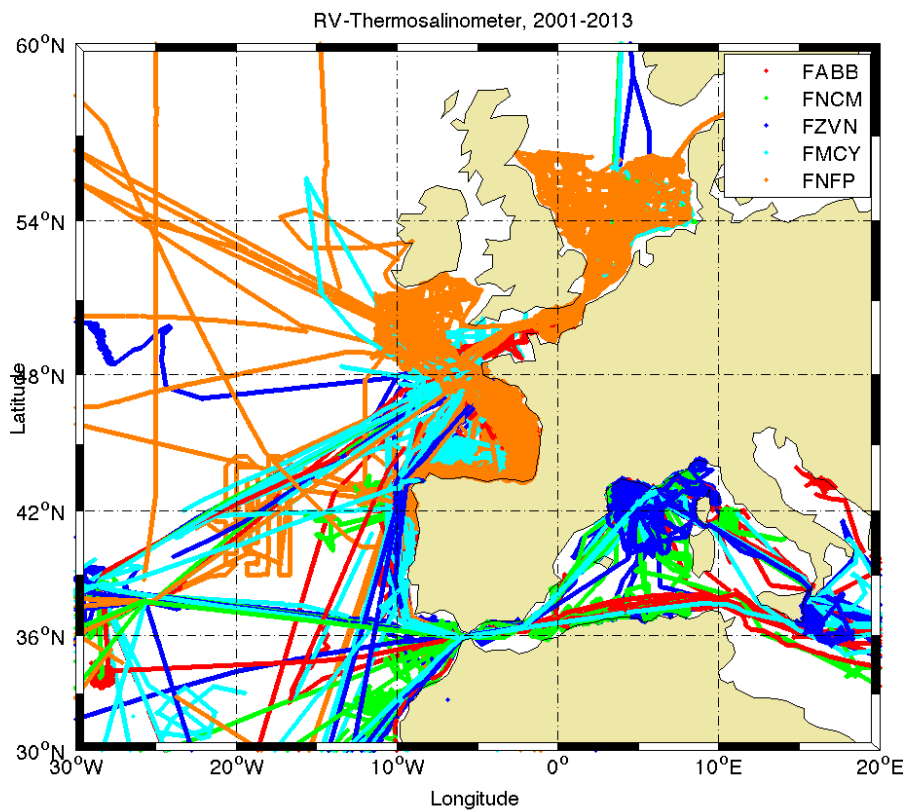 RV-Thermosalinometer, 2001-2013
FABB
FNCM
FZVN
FMCY
FNFP
60°N
54°N
48°N
42°N
36°N
30°N
Latitude
30°W
20°W
10°W
0°
10°E
20°E
Longitude